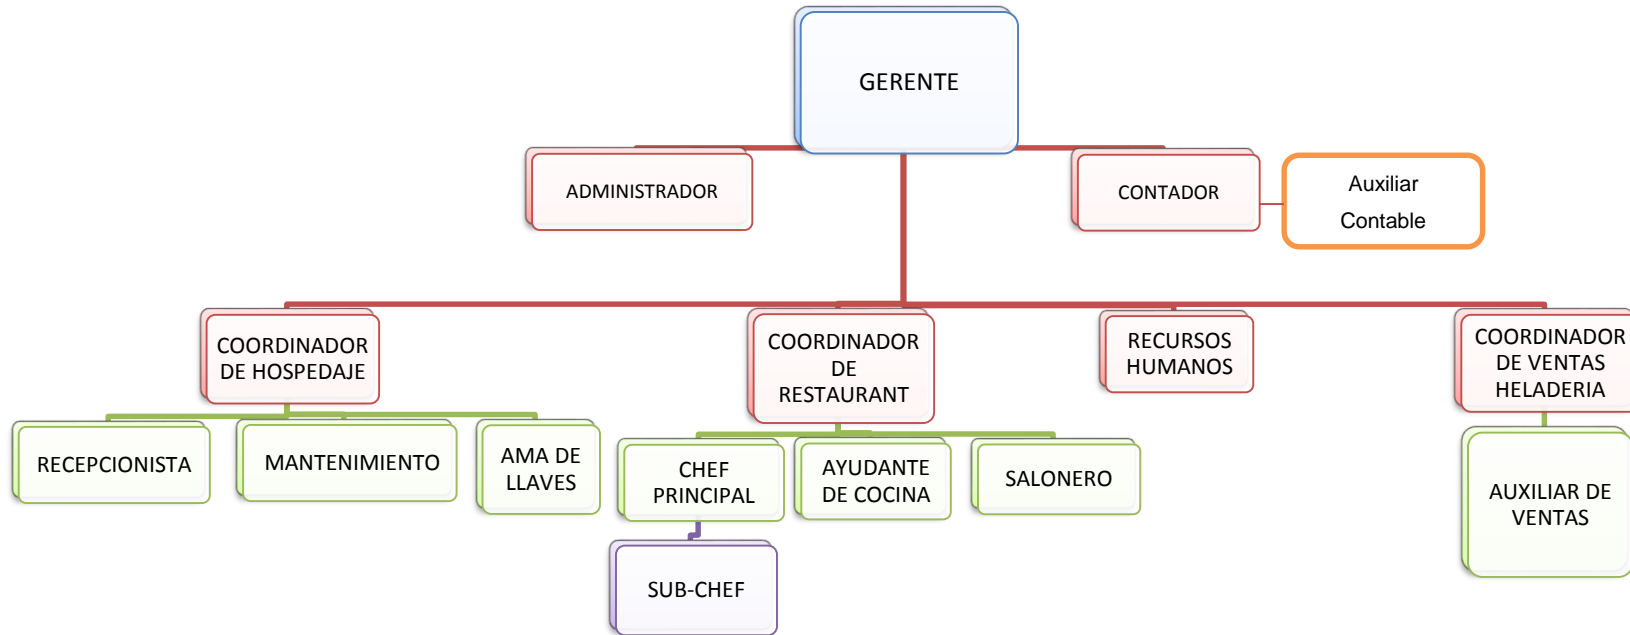 GERENTE
ADMINISTRADOR
CONTADOR
Auxiliar
Contable
COORDINADOR
DE HOSPEDAJE
COORDINADOR
DE
RESTAURANT
RECURSOS
HUMANOS
COORDINADOR
DE VENTAS
HELADERIA
RECEPCIONISTA
MANTENIMIENTO
AMA DE
LLAVES
CHEF
PRINCIPAL
AYUDANTE
DE COCINA
SALONERO
AUXILIAR DE
VENTAS
SUB-CHEF